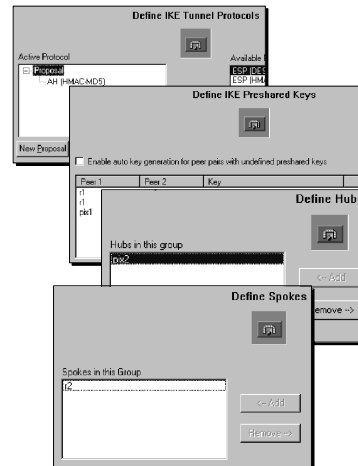 Define IKE Tunnel Protocols
Active Protocol
Available
Proposal
AH (HMAC-MD5)
ESP (DES
ESP (HMA
New Proposal
Define IKE Preshared Keys
Enable auto key generation for peer pairs with undefined preshared keys
Peer 1 Peer 2 Key
r1
r1
pix1
Define Hub
Hubs in this group
pix2
<-- Add
emove -->
Define Spokes
Spokes in this Group
r2
<-- Add
Remove -->